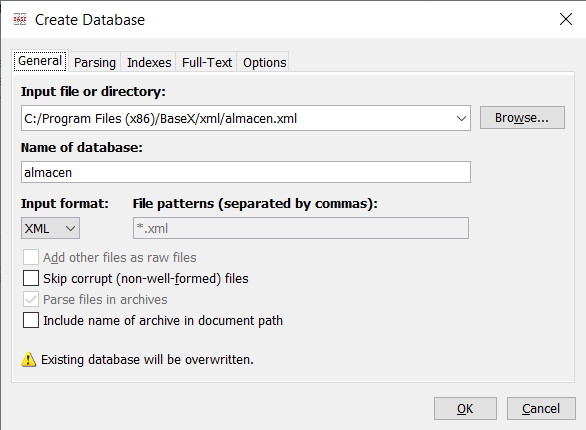 BASE Create Database
General Parsing Indexes Full-Text Options
Input file or directory:
C:/Program Files (x86)/BaseX/xml/almacen.xml Browse...
Name of database:
almacen
Input format: File patterns (separated by commas):
XML *.xml
Add other files as raw files
Skip corrupt (non-well-formed) files
Parse files in archives
Include name of archive in document path
Existing database will be overwritten.
OK Cancel